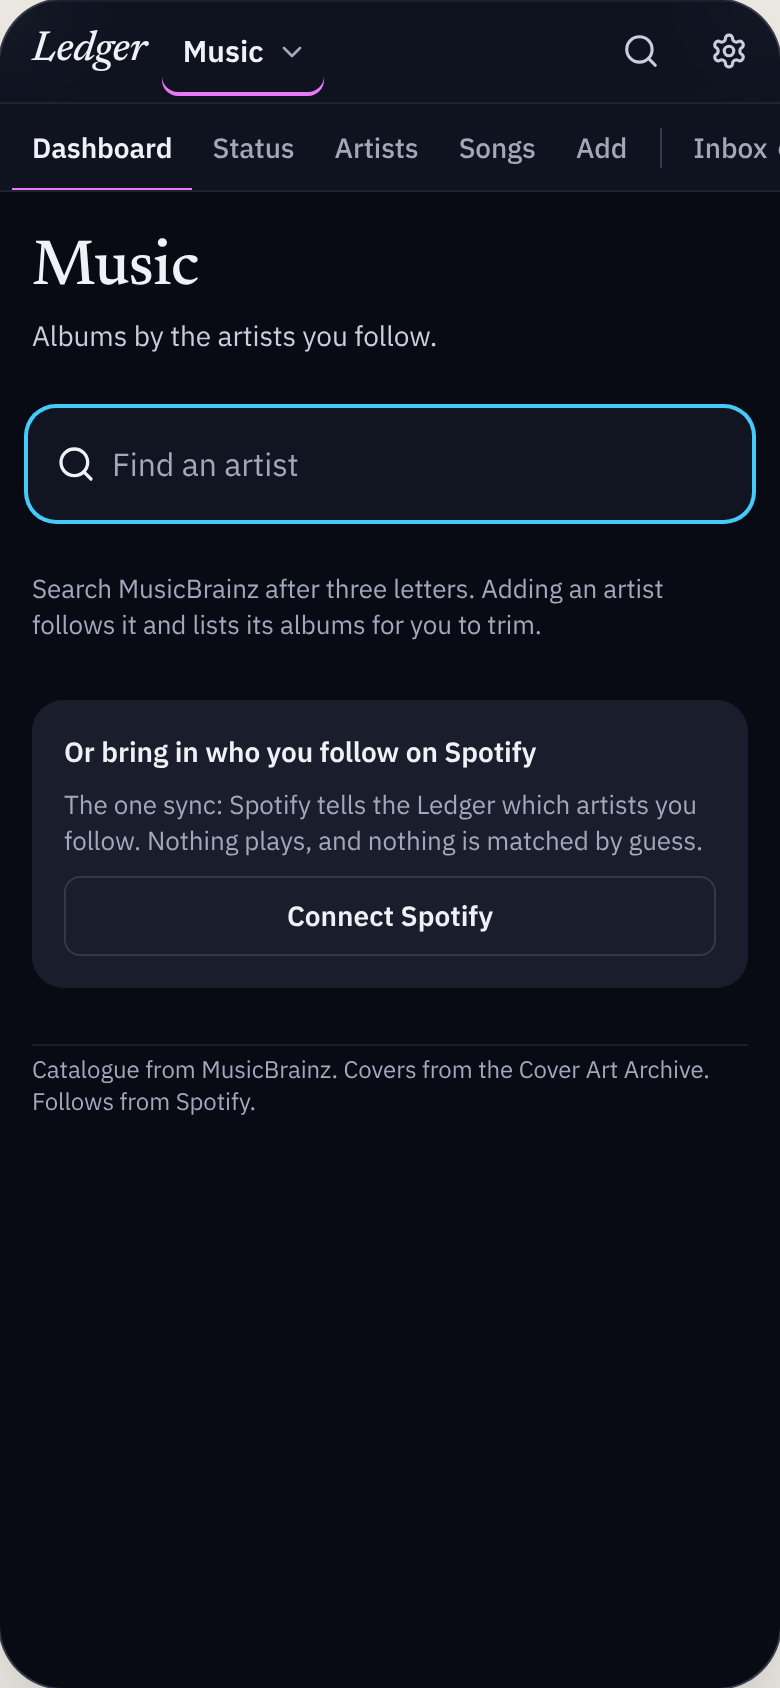 Ledger Music
Dashboard Status Artists Songs Add Inbox
Music
Albums by the artists you follow.
Find an artist
Search MusicBrainz after three letters. Adding an artist
follows it and lists its albums for you to trim.
Or bring in who you follow on Spotify
The one sync: Spotify tells the Ledger which artists you
follow. Nothing plays, and nothing is matched by guess.
Connect Spotify
Catalogue from MusicBrainz. Covers from the Cover Art Archive.
Follows from Spotify.